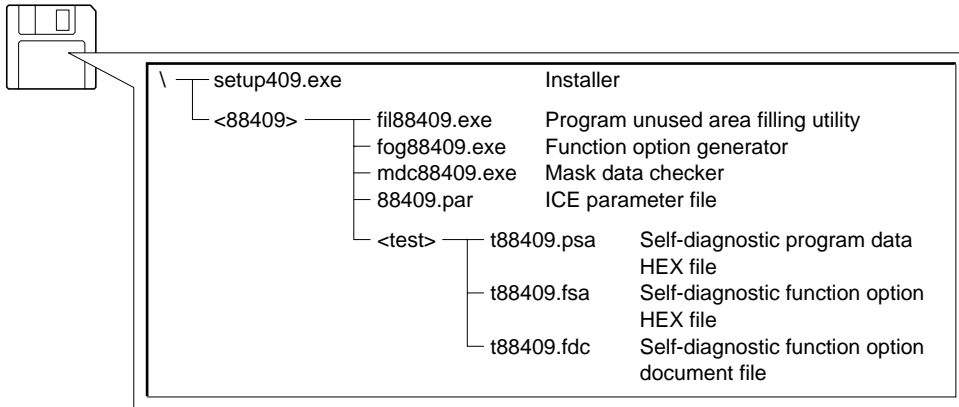 \ setup409.exe Installer
<88409> fil88409.exe Program unused area filling utility
fog88409.exe Function option generator
mdc88409.exe Mask data checker
88409.par ICE parameter file
<test> t88409.psa Self-diagnostic program data
HEX file
t88409.fsa Self-diagnostic function option
HEX file
t88409.fdc Self-diagnostic function option
document file